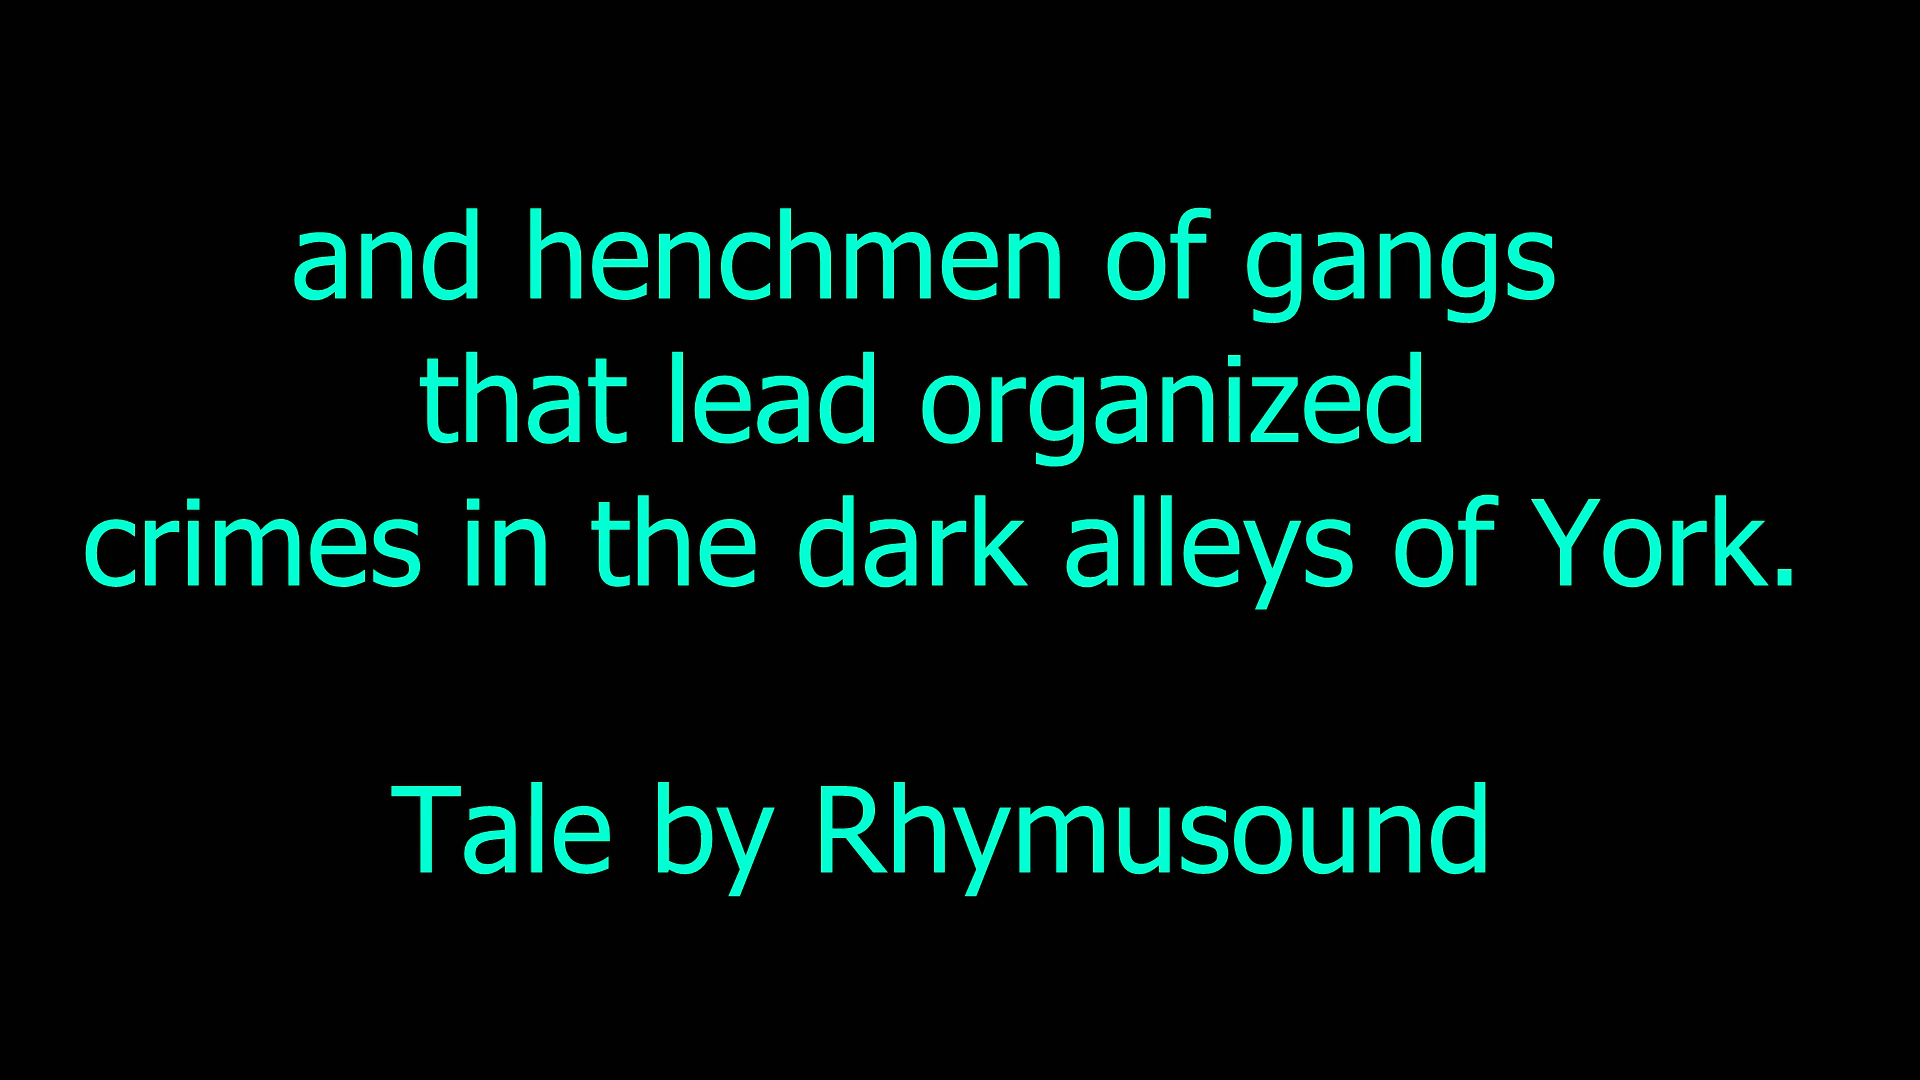 and henchmen of gangs
that lead organized
crimes in the dark alleys of York.
Tale by Rhymusound